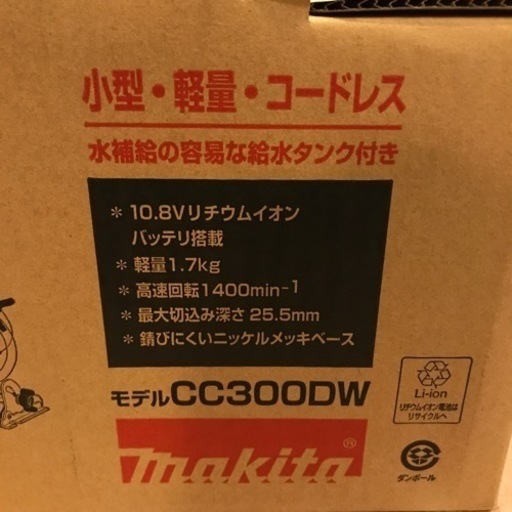 小型・軽量・コードレス
水補給の容易な給水タンク付き
＊ 10.8Vリチウムイオン
バッテリ搭載
＊ 軽量1.7kg
＊ 高速回転1400min-1
＊ 最大切込み深さ 25.5mm
＊ 錆びにくいニッケルメッキベース
モデルCC300DW
makita®
Li-ion
リチウムイオン電池は
リサイクルへ
ダンボール